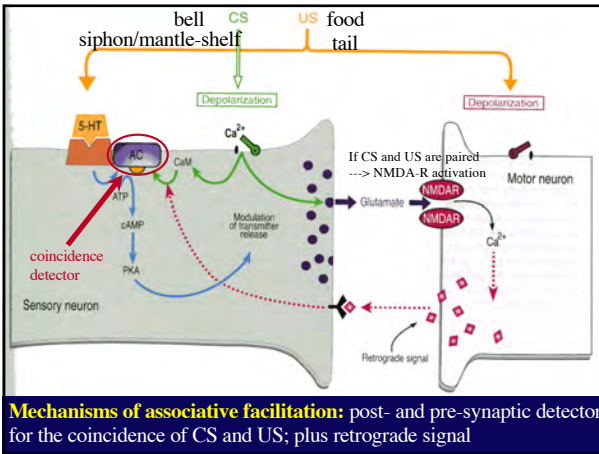 bell CS US food
siphon/mantle-shelf tail
Depolarization
Depolarization
5-HT
AC
CaM
Ca2+
ATP
cAMP
PKA
Modulation
of transmitter
release
coincidence
detector
Sensory neuron
If CS and US are paired
---> NMDA-R activation
Glutamate
NMDAR
NMDAR
Motor neuron
Ca2+
Retrograde signal
Mechanisms of associative facilitation: post- and pre-synaptic detector
for the coincidence of CS and US; plus retrograde signal